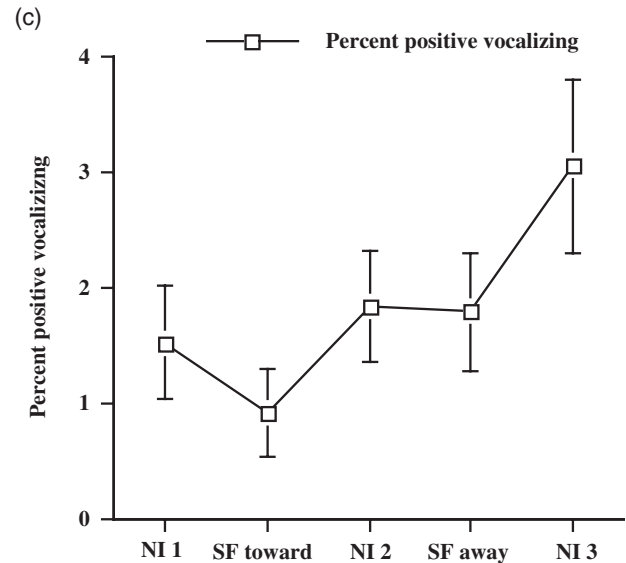 (c)
Percent positive vocalizing
4
3
2
1
0
Percent positive vocalizizng
NI 1 SF toward NI 2 SF away NI 3